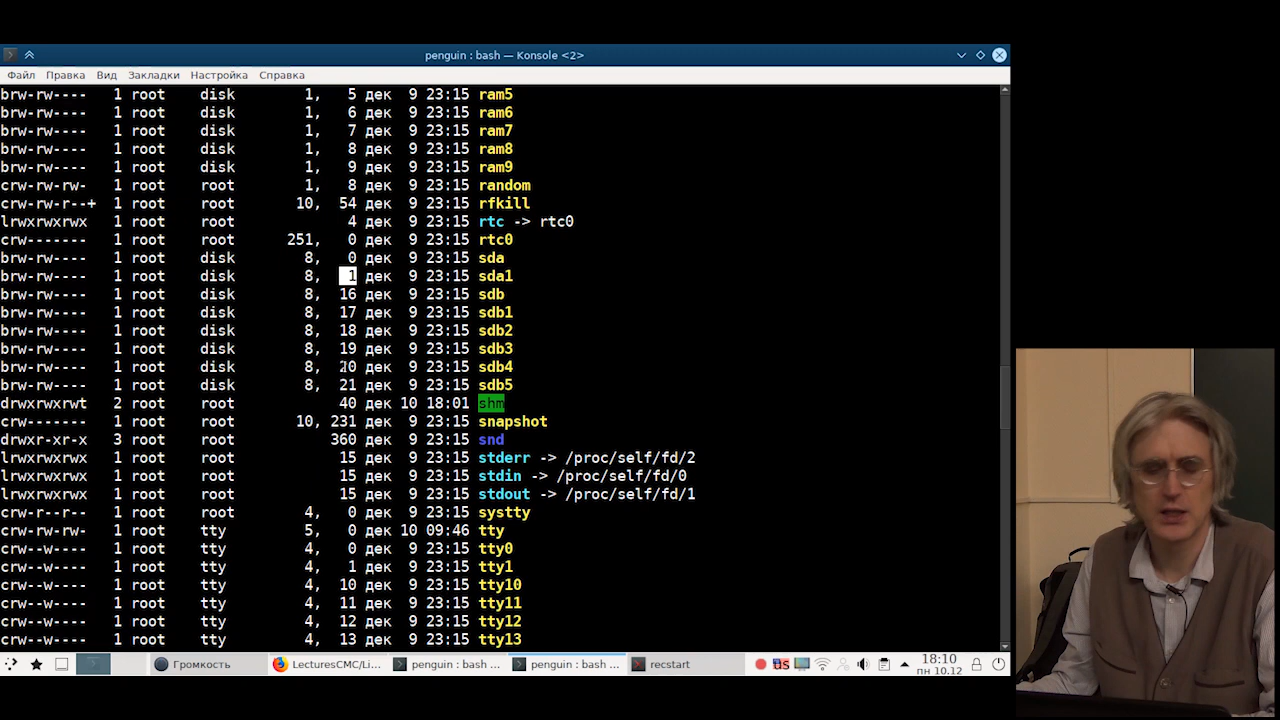 penguin : bash — Konsole <2>
Файл Правка Вид Закладки Настройка Справка
brw-rw---- 1 root disk 1, 5 дек 9 23:15 ram5
brw-rw---- 1 root disk 1, 6 дек 9 23:15 ram6
brw-rw---- 1 root disk 1, 7 дек 9 23:15 ram7
brw-rw---- 1 root disk 1, 8 дек 9 23:15 ram8
brw-rw---- 1 root disk 1, 9 дек 9 23:15 ram9
crw-rw-rw- 1 root root 1, 8 дек 9 23:15 random
crw-rw-r--+ 1 root root 10, 54 дек 9 23:15 rfkill
lrwxrwxrwx 1 root root 4 дек 9 23:15 rtc -> rtc0
crw------- 1 root root 251, 0 дек 9 23:15 rtc0
brw-rw---- 1 root disk 8, 0 дек 9 23:15 sda
brw-rw---- 1 root disk 8, 1 дек 9 23:15 sda1
brw-rw---- 1 root disk 8, 16 дек 9 23:15 sdb
brw-rw---- 1 root disk 8, 17 дек 9 23:15 sdb1
brw-rw---- 1 root disk 8, 18 дек 9 23:15 sdb2
brw-rw---- 1 root disk 8, 19 дек 9 23:15 sdb3
brw-rw---- 1 root disk 8, 20 дек 9 23:15 sdb4
brw-rw---- 1 root disk 8, 21 дек 9 23:15 sdb5
drwxrwxrwt 2 root root 40 дек 10 18:01 shm
crw------- 1 root root 10, 231 дек 9 23:15 snapshot
drwxr-xr-x 3 root root 360 дек 9 23:15 snd
lrwxrwxrwx 1 root root 15 дек 9 23:15 stderr -> /proc/self/fd/2
lrwxrwxrwx 1 root root 15 дек 9 23:15 stdin -> /proc/self/fd/0
lrwxrwxrwx 1 root root 15 дек 9 23:15 stdout -> /proc/self/fd/1
crw-r--r-- 1 root root 4, 0 дек 9 23:15 systty
crw-rw-rw- 1 root tty 5, 0 дек 10 09:46 tty
crw--w---- 1 root tty 4, 0 дек 9 23:15 tty0
crw--w---- 1 root tty 4, 1 дек 9 23:15 tty1
crw--w---- 1 root tty 4, 10 дек 9 23:15 tty10
crw--w---- 1 root tty 4, 11 дек 9 23:15 tty11
crw--w---- 1 root tty 4, 12 дек 9 23:15 tty12
crw--w---- 1 root tty 4, 13 дек 9 23:15 tty13
Громкость LecturesCMC/Li... penguin : bash ... penguin : bash ... recstart us 18:10
пн 10.12